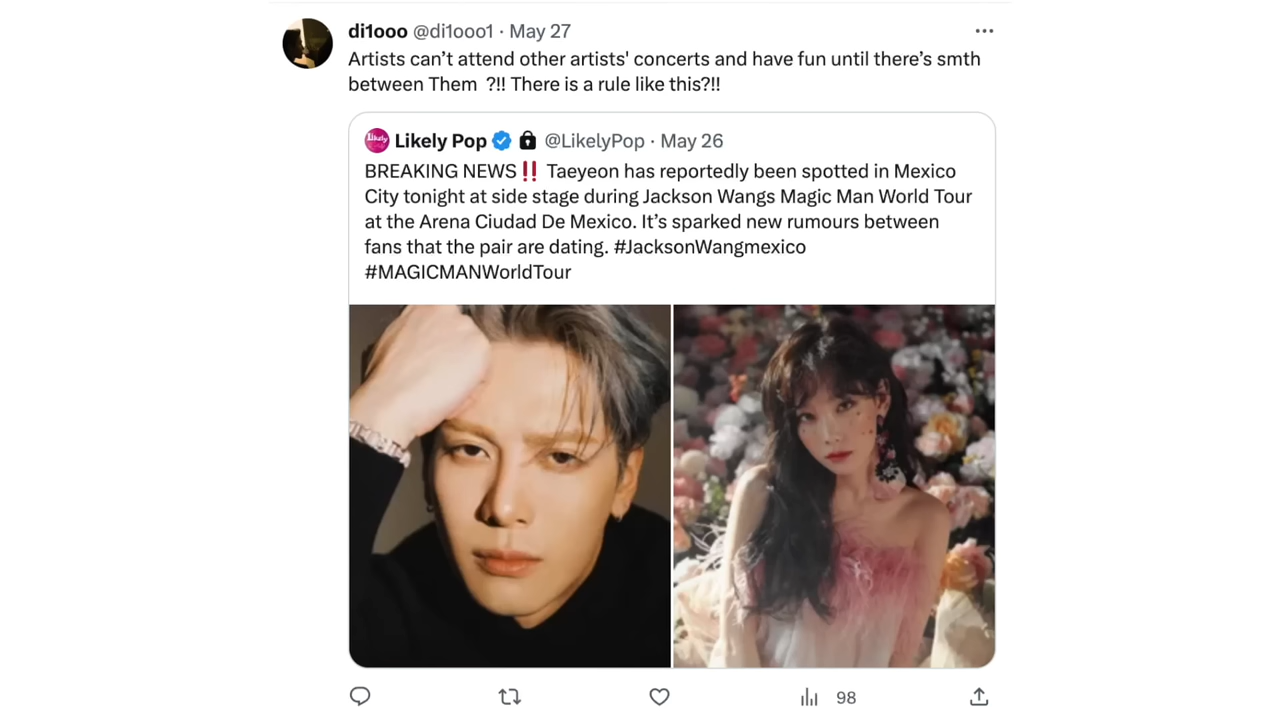 di1ooo @di1ooo1 · May 27
Artists can’t attend other artists' concerts and have fun until there’s smth
between Them ?!! There is a rule like this?!!
Likely
Likely Pop @LikelyPop · May 26
BREAKING NEWS‼️ Taeyeon has reportedly been spotted in Mexico
City tonight at side stage during Jackson Wangs Magic Man World Tour
at the Arena Ciudad De Mexico. It’s sparked new rumours between
fans that the pair are dating. #JacksonWangmexico
#MAGICMANWorldTour
98